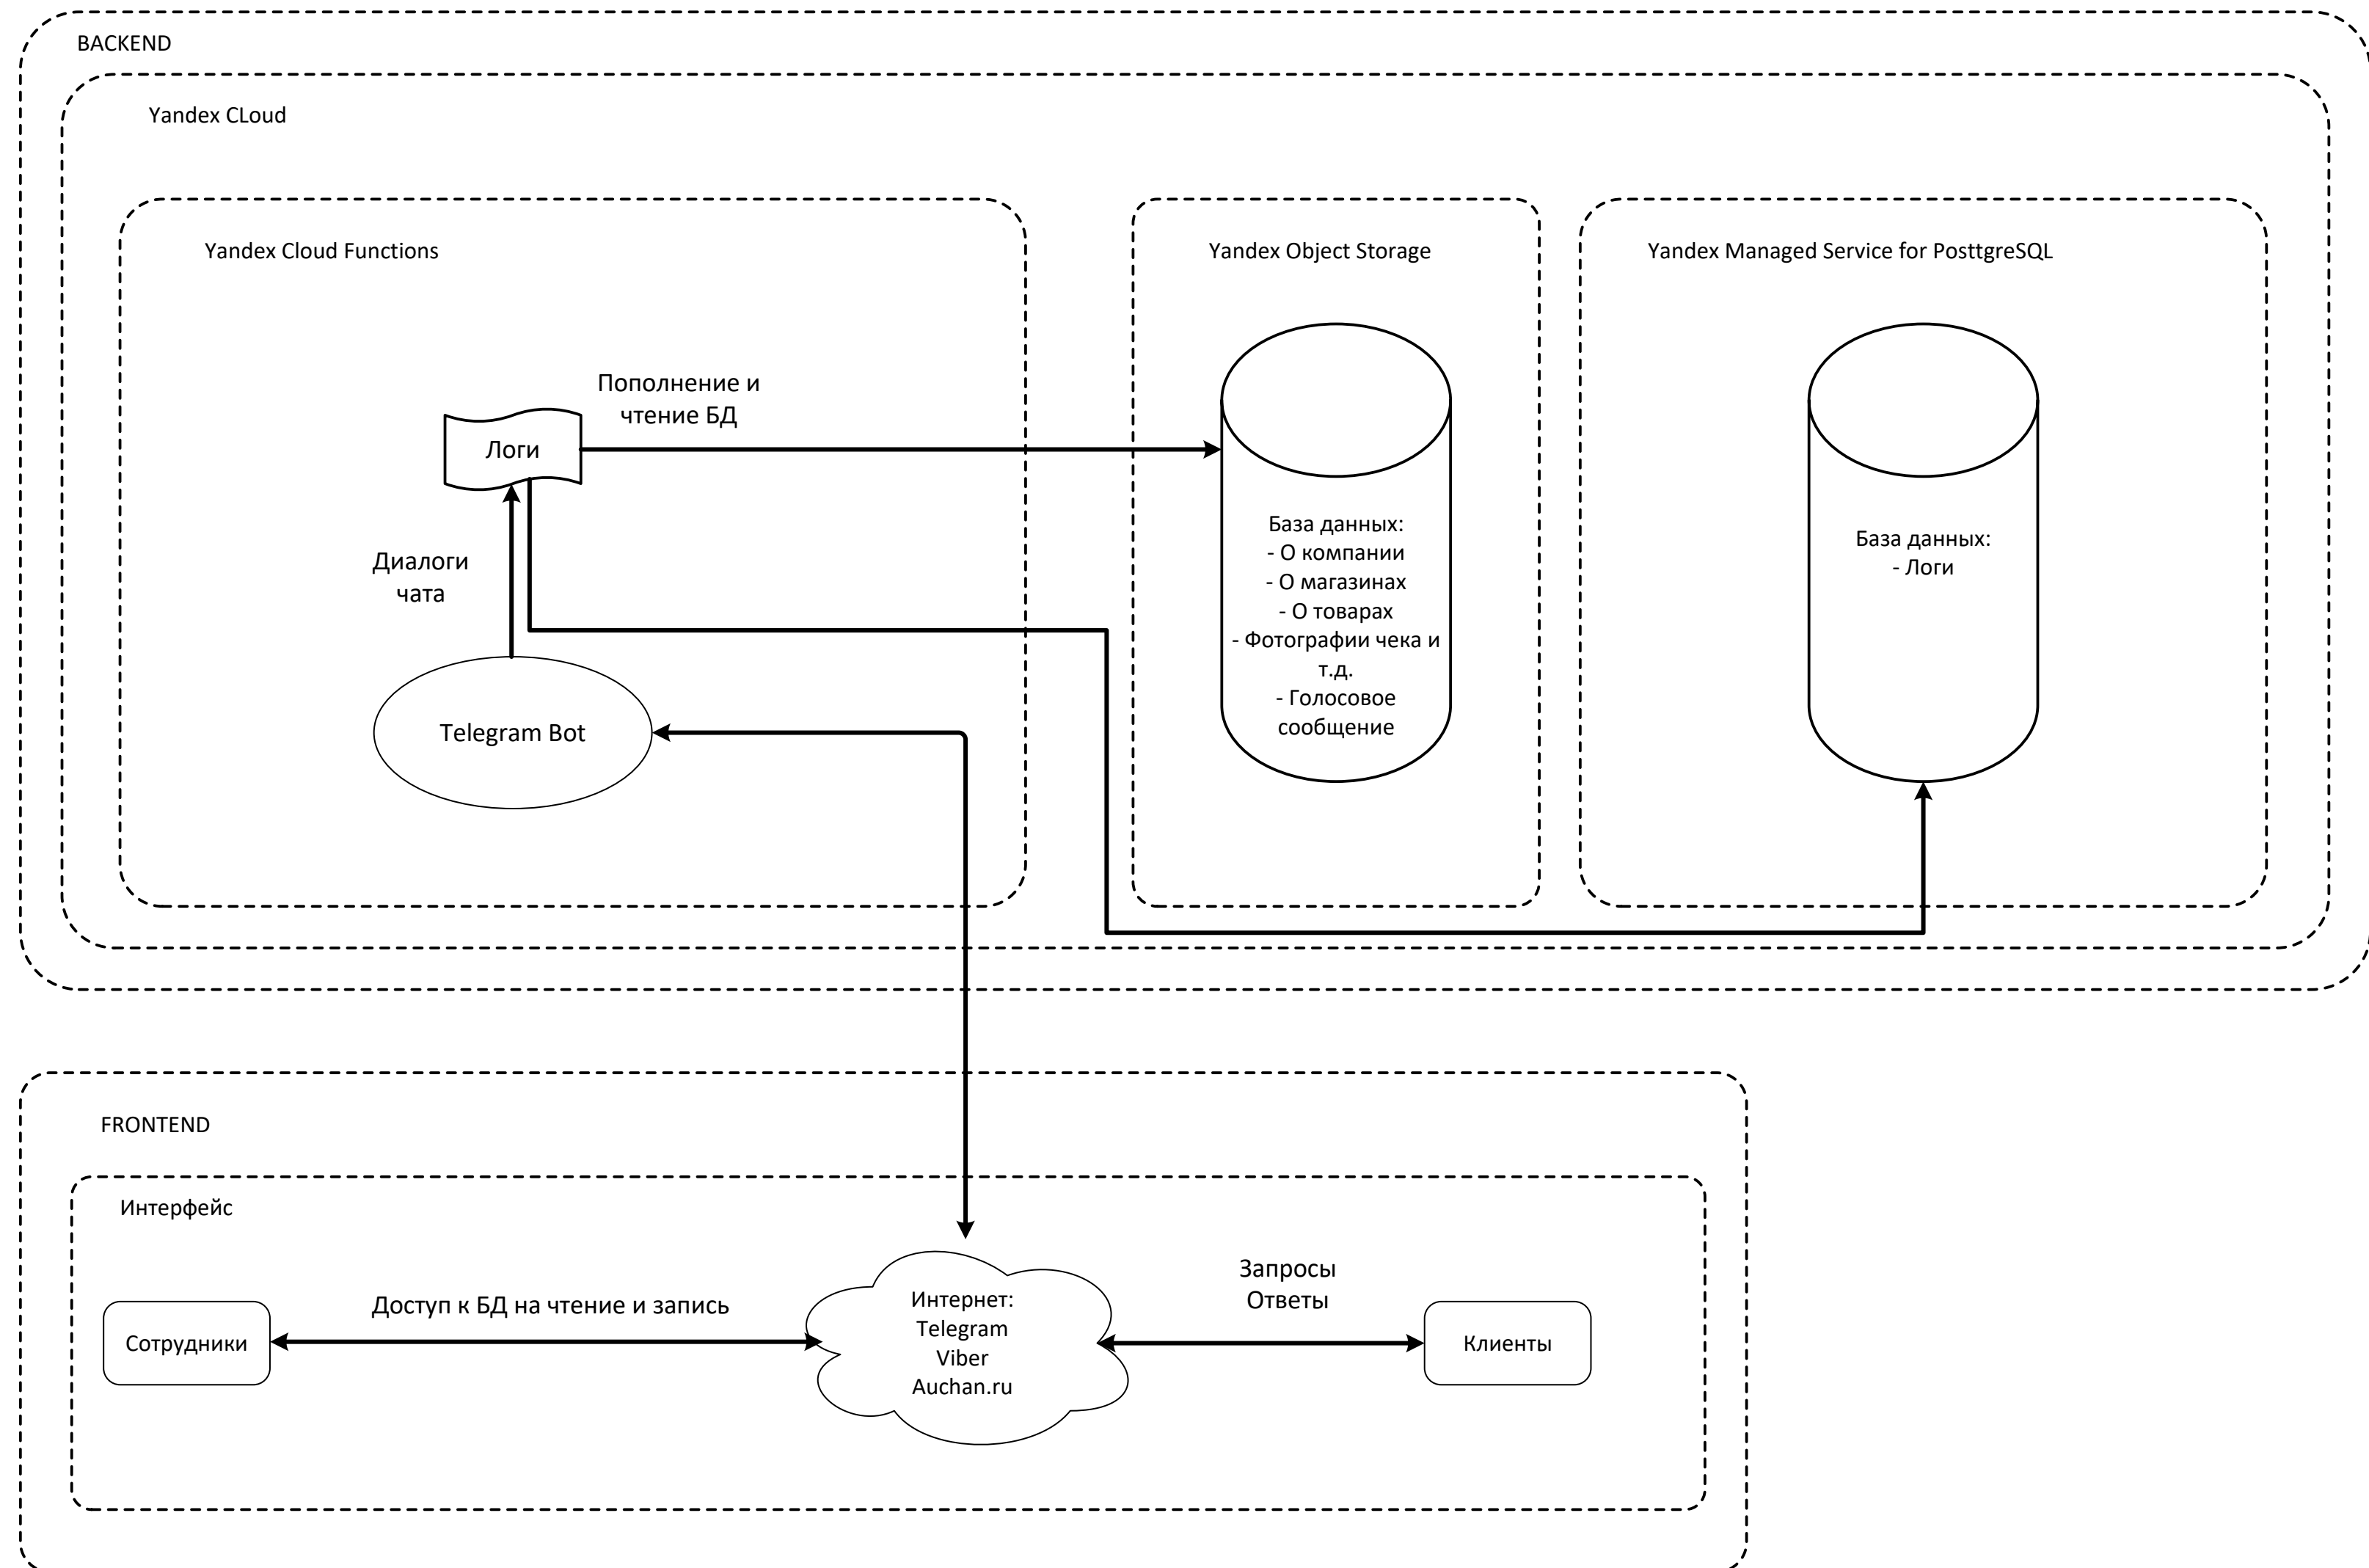 BACKEND
Yandex CLoud
Yandex Cloud Functions
Yandex Object Storage
Yandex Managed Service for PosttgreSQL
Пополнение и
чтение БД
Логи
Диалоги
чата
Telegram Bot
База данных:
- О компании
- О магазинах
- О товарах
- Фотографии чека и
т.д.
- Голосовое
сообщение
База данных:
- Логи
FRONTEND
Интерфейс
Сотрудники
Доступ к БД на чтение и запись
Интернет:
Telegram
Viber
Auchan.ru
Запросы
Ответы
Клиенты